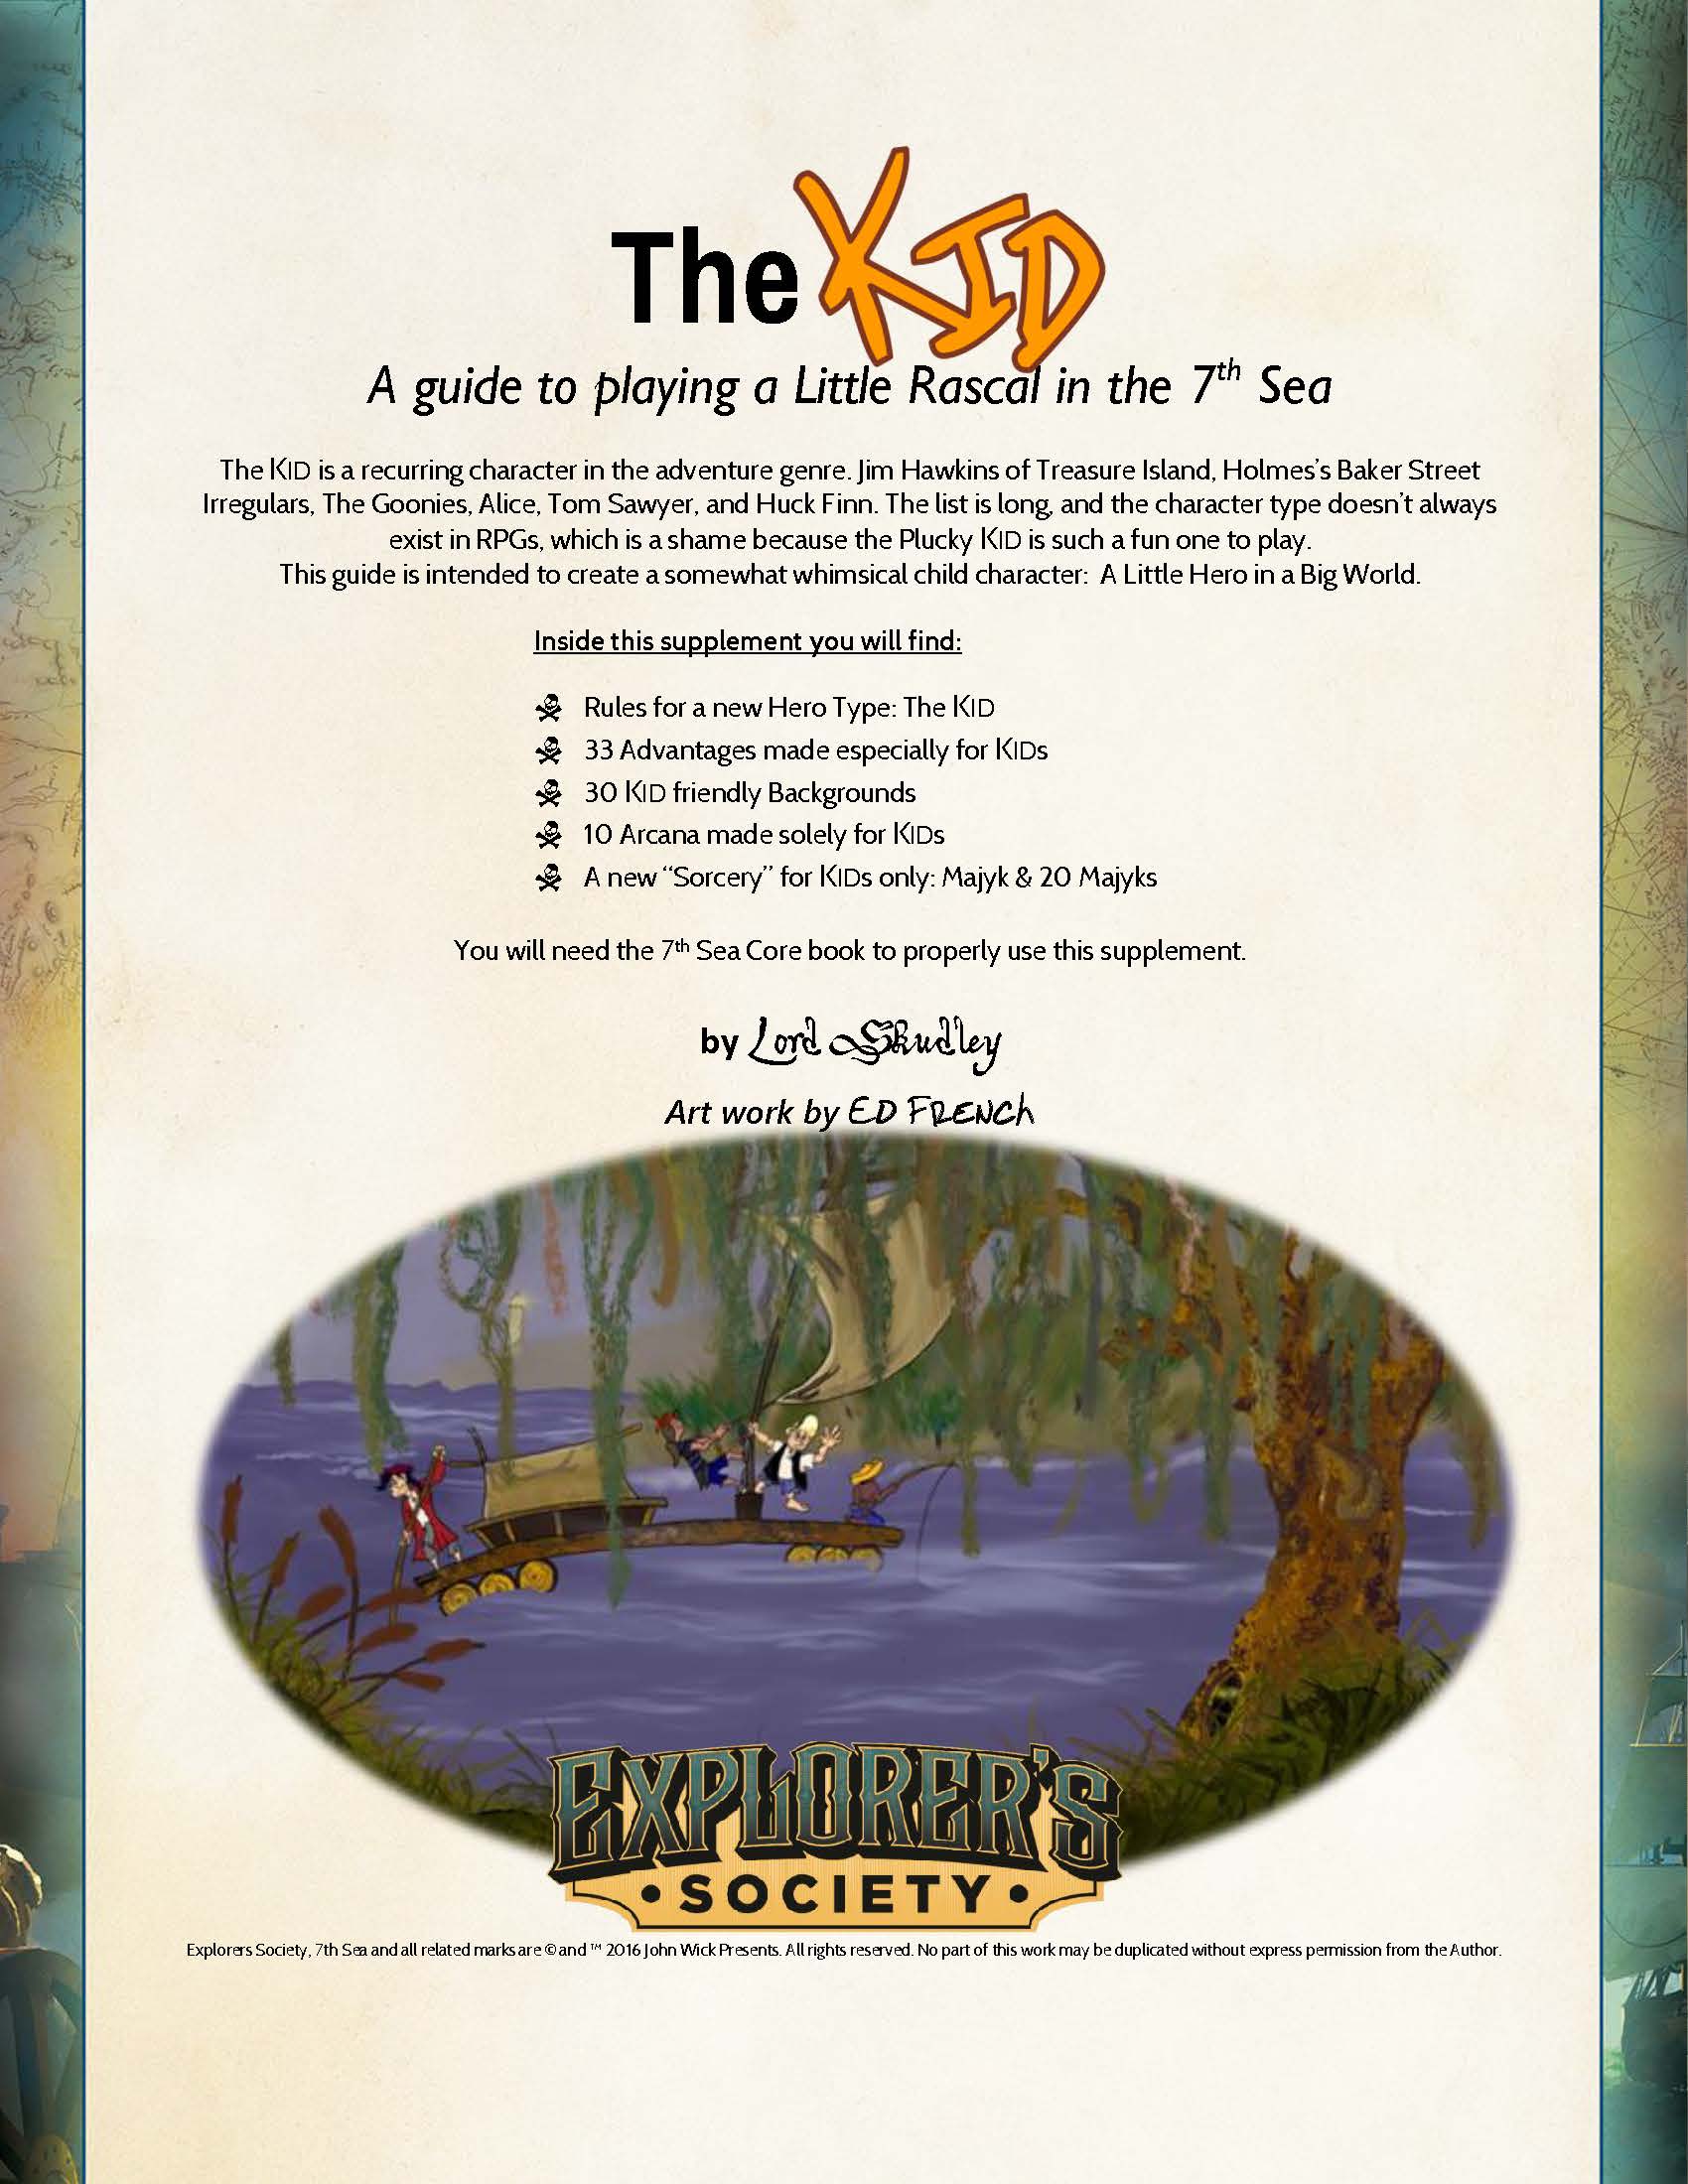 The KID
A guide to playing a Little Rascal in the 7th Sea
The KID is a recurring character in the adventure genre. Jim Hawkins of Treasure Island, Holmes's Baker Street
Irregulars, The Goonies, Alice, Tom Sawyer, and Huck Finn. The list is long, and the character type doesn't always
exist in RPGs, which is a shame because the Plucky KID is such a fun one to play.
This guide is intended to create a somewhat whimsical child character: A Little Hero in a Big World.
Inside this supplement you will find:
Rules for a new Hero Type: The KID
33 Advantages made especially for KIDs
30 KID friendly Backgrounds
10 Arcana made solely for KIDs
A new “Sorcery” for KIDs only: Majyk & 20 Majyks
You will need the 7th Sea Core book to properly use this supplement.
by Lord Skudley
Art work by ED FRENCh
EXPLORER'S
• SOCIETY •
Explorers Society, 7th Sea and all related marks are © and ™ 2016 John Wick Presents. All rights reserved. No part of this work may be duplicated without express permission from the Author.